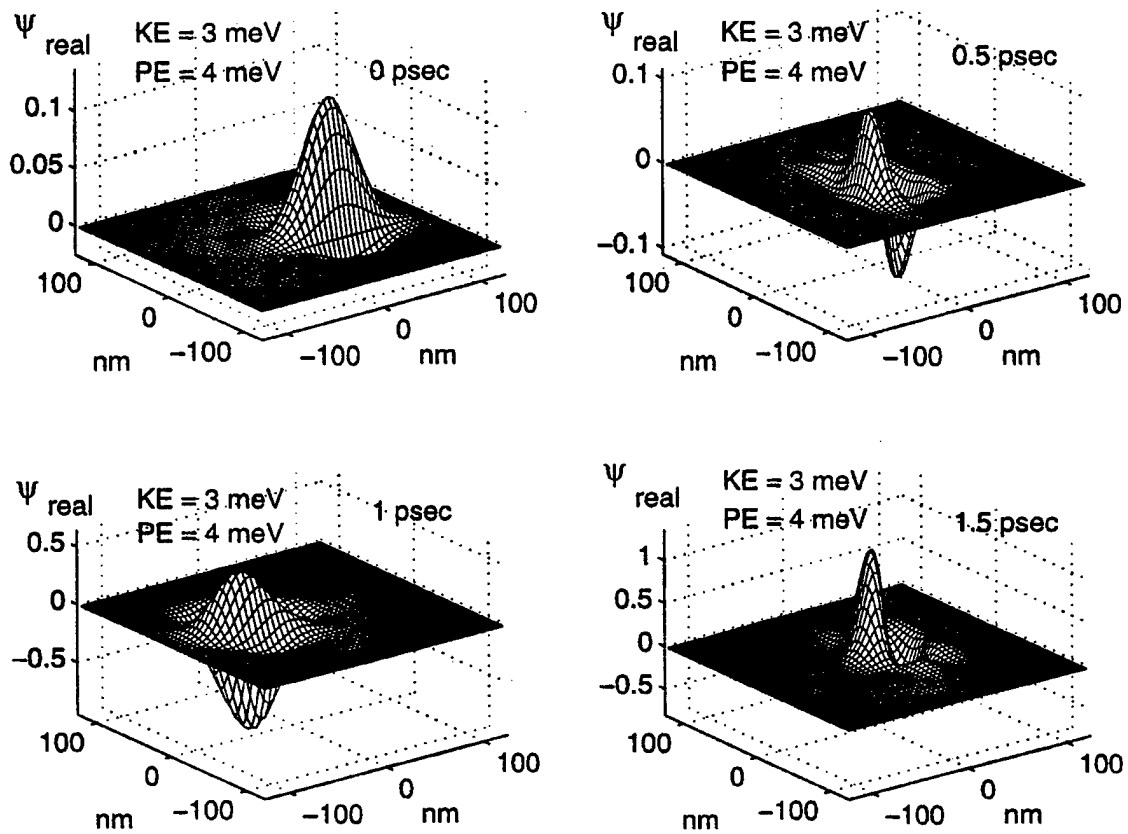 Ψ real
KE = 3 meV
PE = 4 meV
0 psec
0.1
0.05
0
100
0
−100
nm
−100
0
100
nm
Ψ real
KE = 3 meV
PE = 4 meV
0.5 psec
0.1
0
−0.1
100
0
−100
nm
−100
0
100
nm
Ψ real
KE = 3 meV
PE = 4 meV
1 psec
0.5
0
−0.5
100
0
−100
nm
−100
0
100
nm
Ψ real
KE = 3 meV
PE = 4 meV
1.5 psec
1
0.5
0
−0.5
100
0
−100
nm
−100
0
100
nm